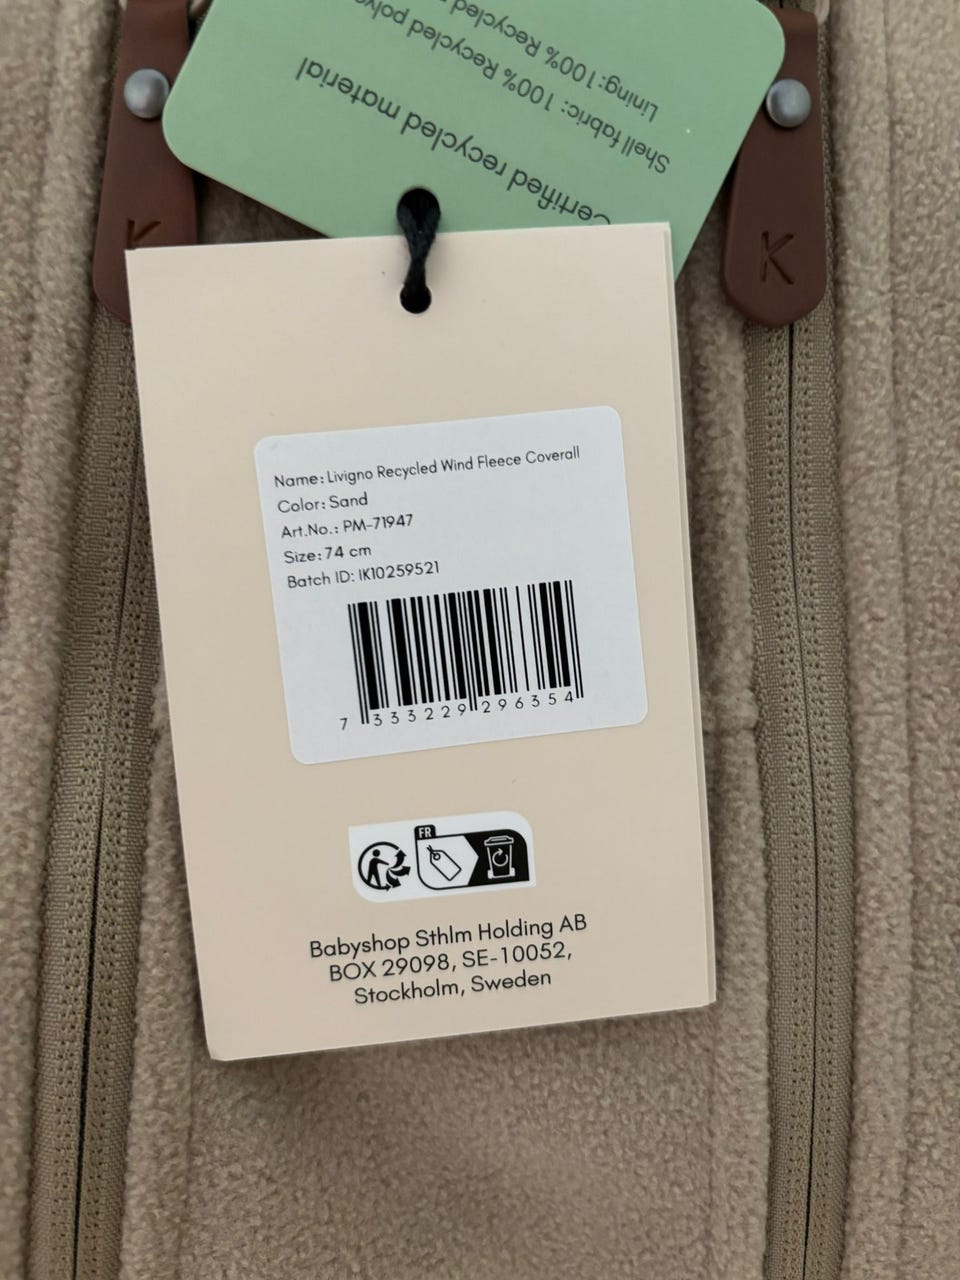 Certified recycled material
Shell fabric: 100% Recycled
Lining: 100% Recycled
K
K
Name: Livigno Recycled Wind Fleece Coverall
Color: Sand
Art.No.: PM-71947
Size: 74 cm
Batch ID: IK10259521
7 333229 296354
FR
Babyshop Sthlm Holding AB
BOX 29098, SE-10052,
Stockholm, Sweden